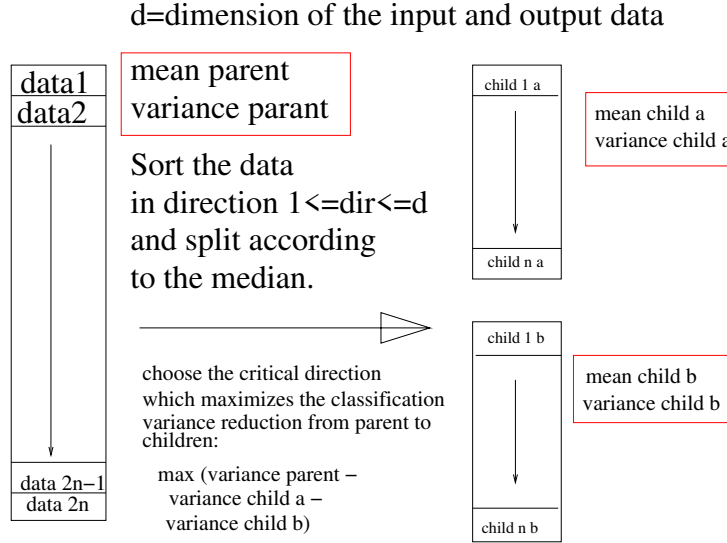 d=dimension of the input and output data
data1
data2
data 2n−1
data 2n
mean parent
variance parant
Sort the data
in direction 1<=dir<=d
and split according
to the median.
choose the critical direction
which maximizes the classification
variance reduction from parent to
children:
max (variance parent −
variance child a −
variance child b)
child 1 a
child n a
mean child a
variance child a
child 1 b
child n b
mean child b
variance child b